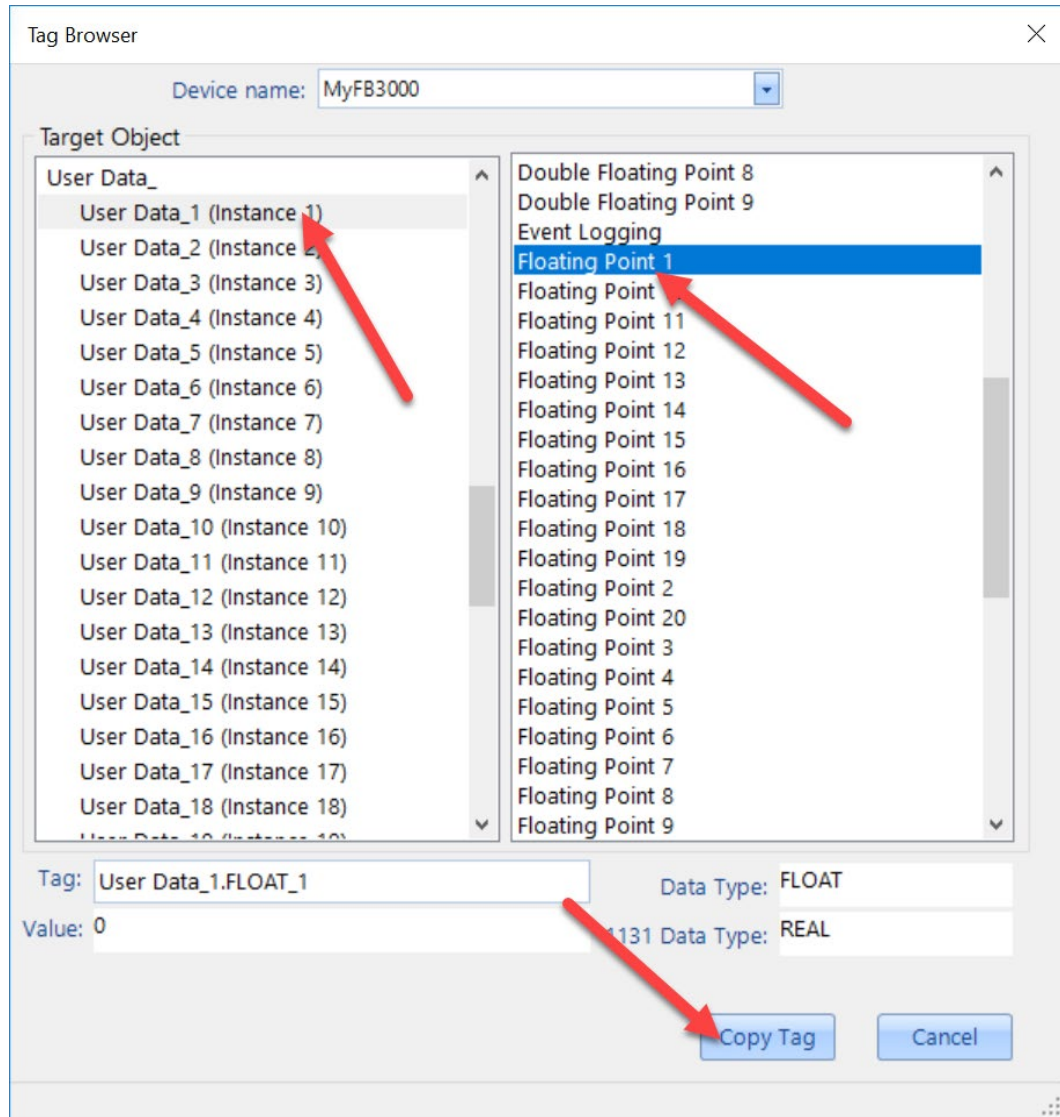 Tag Browser
Device name: MyFB3000
Target Object
User Data_
User Data_1 (Instance 1)
User Data_2 (Instance 2)
User Data_3 (Instance 3)
User Data_4 (Instance 4)
User Data_5 (Instance 5)
User Data_6 (Instance 6)
User Data_7 (Instance 7)
User Data_8 (Instance 8)
User Data_9 (Instance 9)
User Data_10 (Instance 10)
User Data_11 (Instance 11)
User Data_12 (Instance 12)
User Data_13 (Instance 13)
User Data_14 (Instance 14)
User Data_15 (Instance 15)
User Data_16 (Instance 16)
User Data_17 (Instance 17)
User Data_18 (Instance 18)
Double Floating Point 8
Double Floating Point 9
Event Logging
Floating Point 1
Floating Point
Floating Point 11
Floating Point 12
Floating Point 13
Floating Point 14
Floating Point 15
Floating Point 16
Floating Point 17
Floating Point 18
Floating Point 19
Floating Point 2
Floating Point 20
Floating Point 3
Floating Point 4
Floating Point 5
Floating Point 6
Floating Point 7
Floating Point 8
Floating Point 9
Tag: User Data_1.FLOAT_1
Data Type: FLOAT
Value: 0
1131 Data Type: REAL
Copy Tag
Cancel